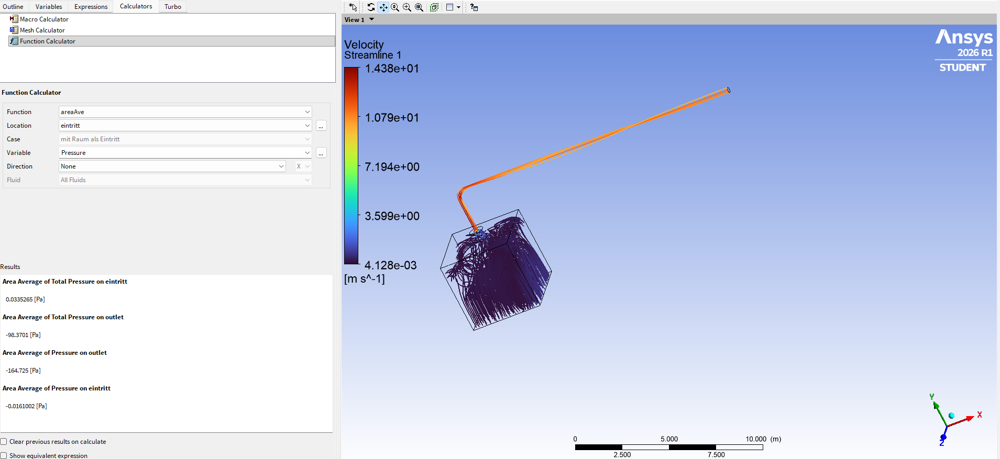 Outline Variables Expressions Calculators Turbo
Macro Calculator
Mesh Calculator
Function Calculator
Function Calculator
Function areaAve
Location eintritt ...
Case mit Raum als Eintritt
Variable Pressure ...
Direction None X
Fluid All Fluids
Results
Area Average of Total Pressure on eintritt
0.0335265 [Pa]
Area Average of Total Pressure on outlet
-98.3701 [Pa]
Area Average of Pressure on outlet
-164.725 [Pa]
Area Average of Pressure on eintritt
-0.0161002 [Pa]
Clear previous results on calculate
Show equivalent expression
View 1
Velocity
Streamline 1
1.438e+01
1.079e+01
7.194e+00
3.599e+00
4.128e-03
[m s^-1]
Ansys
2026 R1
STUDENT
Y
X
Z
0 5.000 10.000 (m)
2.500 7.500